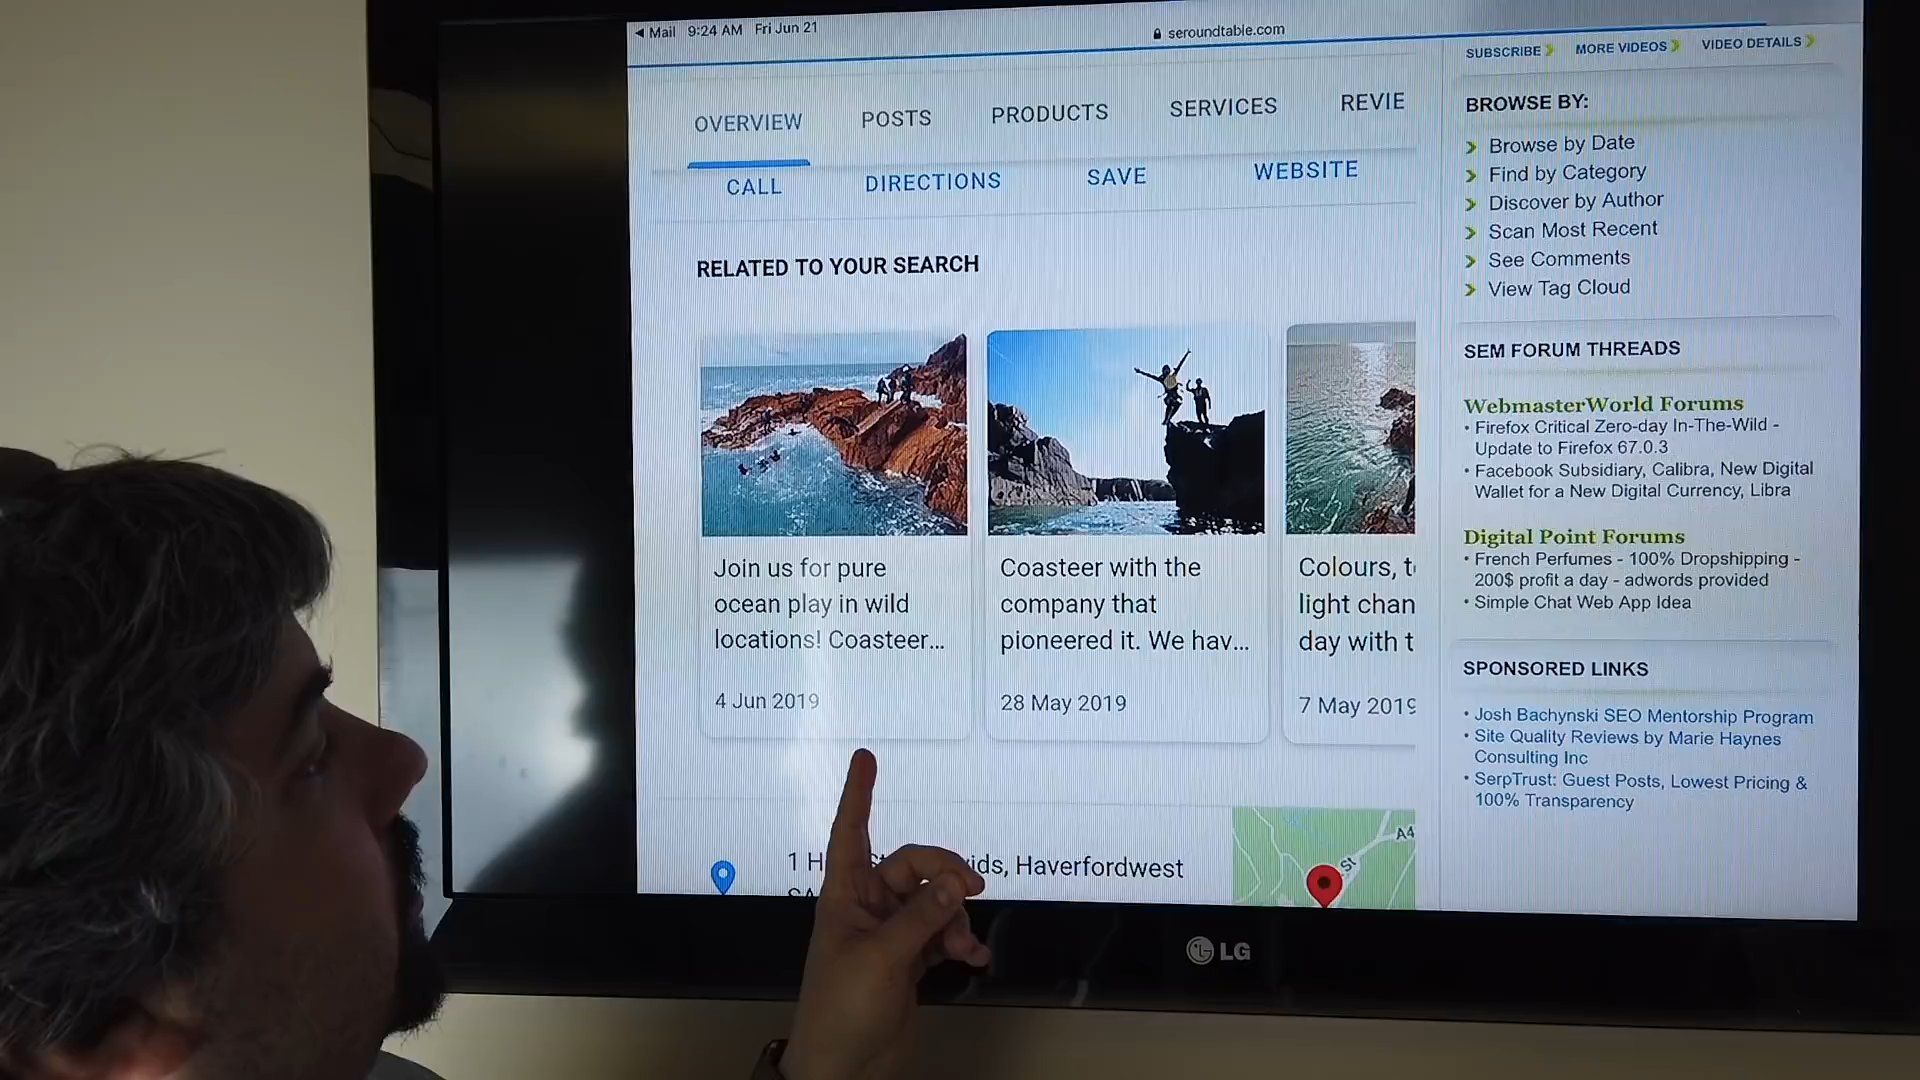 Mail 9:24 AM Fri Jun 21
seroundtable.com
SUBSCRIBE MORE VIDEOS VIDEO DETAILS
OVERVIEW POSTS PRODUCTS SERVICES REVIE
CALL DIRECTIONS SAVE WEBSITE
RELATED TO YOUR SEARCH
Join us for pure
ocean play in wild
locations! Coasteer...
4 Jun 2019
Coasteer with the
company that
pioneered it. We hav...
28 May 2019
Colours, t
light chan
day with t
7 May 2019
1 H vids, Haverfordwest
A4
St
BROWSE BY:
Browse by Date
Find by Category
Discover by Author
Scan Most Recent
See Comments
View Tag Cloud
SEM FORUM THREADS
WebmasterWorld Forums
• Firefox Critical Zero-day In-The-Wild -
Update to Firefox 67.0.3
• Facebook Subsidiary, Calibra, New Digital
Wallet for a New Digital Currency, Libra
Digital Point Forums
• French Perfumes - 100% Dropshipping -
200$ profit a day - adwords provided
• Simple Chat Web App Idea
SPONSORED LINKS
• Josh Bachynski SEO Mentorship Program
• Site Quality Reviews by Marie Haynes
Consulting Inc
• SerpTrust: Guest Posts, Lowest Pricing &
100% Transparency
LG